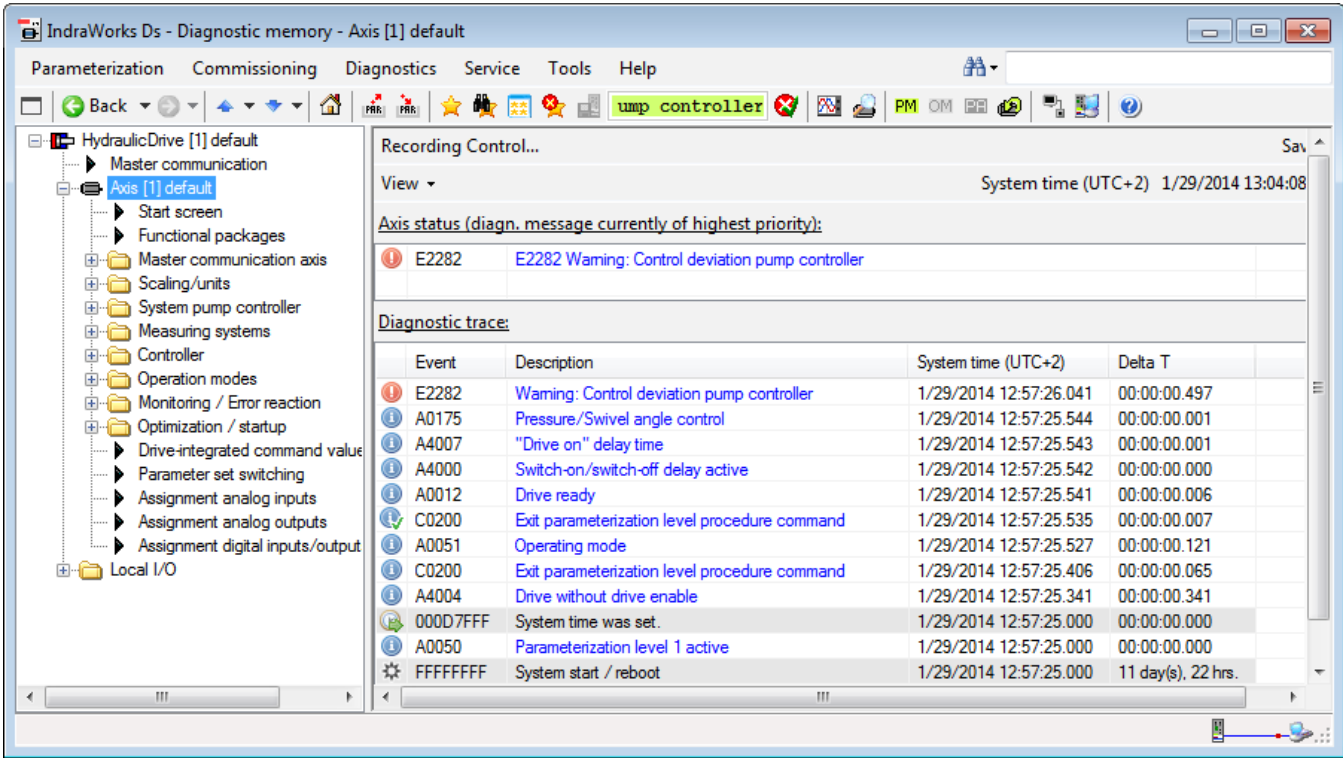 IndraWorks Ds - Diagnostic memory - Axis [1] default
Parameterization Commissioning Diagnostics Service Tools Help
Back PAR PAR ump controller PM OM
HydraulicDrive [1] default
Master communication
Axis [1] default
Start screen
Functional packages
Master communication axis
Scaling/units
System pump controller
Measuring systems
Controller
Operation modes
Monitoring / Error reaction
Optimization / startup
Drive-integrated command value
Parameter set switching
Assignment analog inputs
Assignment analog outputs
Assignment digital inputs/output
Local I/O
Recording Control... Sav
View System time (UTC+2) 1/29/2014 13:04:08
Axis status (diagn. message currently of highest priority):
E2282 E2282 Warning: Control deviation pump controller
Diagnostic trace:
Event Description System time (UTC+2) Delta T
E2282 Warning: Control deviation pump controller 1/29/2014 12:57:26.041 00:00:00.497
A0175 Pressure/Swivel angle control 1/29/2014 12:57:25.544 00:00:00.001
A4007 "Drive on" delay time 1/29/2014 12:57:25.543 00:00:00.001
A4000 Switch-on/switch-off delay active 1/29/2014 12:57:25.542 00:00:00.000
A0012 Drive ready 1/29/2014 12:57:25.541 00:00:00.006
C0200 Exit parameterization level procedure command 1/29/2014 12:57:25.535 00:00:00.007
A0051 Operating mode 1/29/2014 12:57:25.527 00:00:00.121
C0200 Exit parameterization level procedure command 1/29/2014 12:57:25.406 00:00:00.065
A4004 Drive without drive enable 1/29/2014 12:57:25.341 00:00:00.341
000D7FFF System time was set. 1/29/2014 12:57:25.000 00:00:00.000
A0050 Parameterization level 1 active 1/29/2014 12:57:25.000 00:00:00.000
FFFFFFFF System start / reboot 1/29/2014 12:57:25.000 11 day(s), 22 hrs.